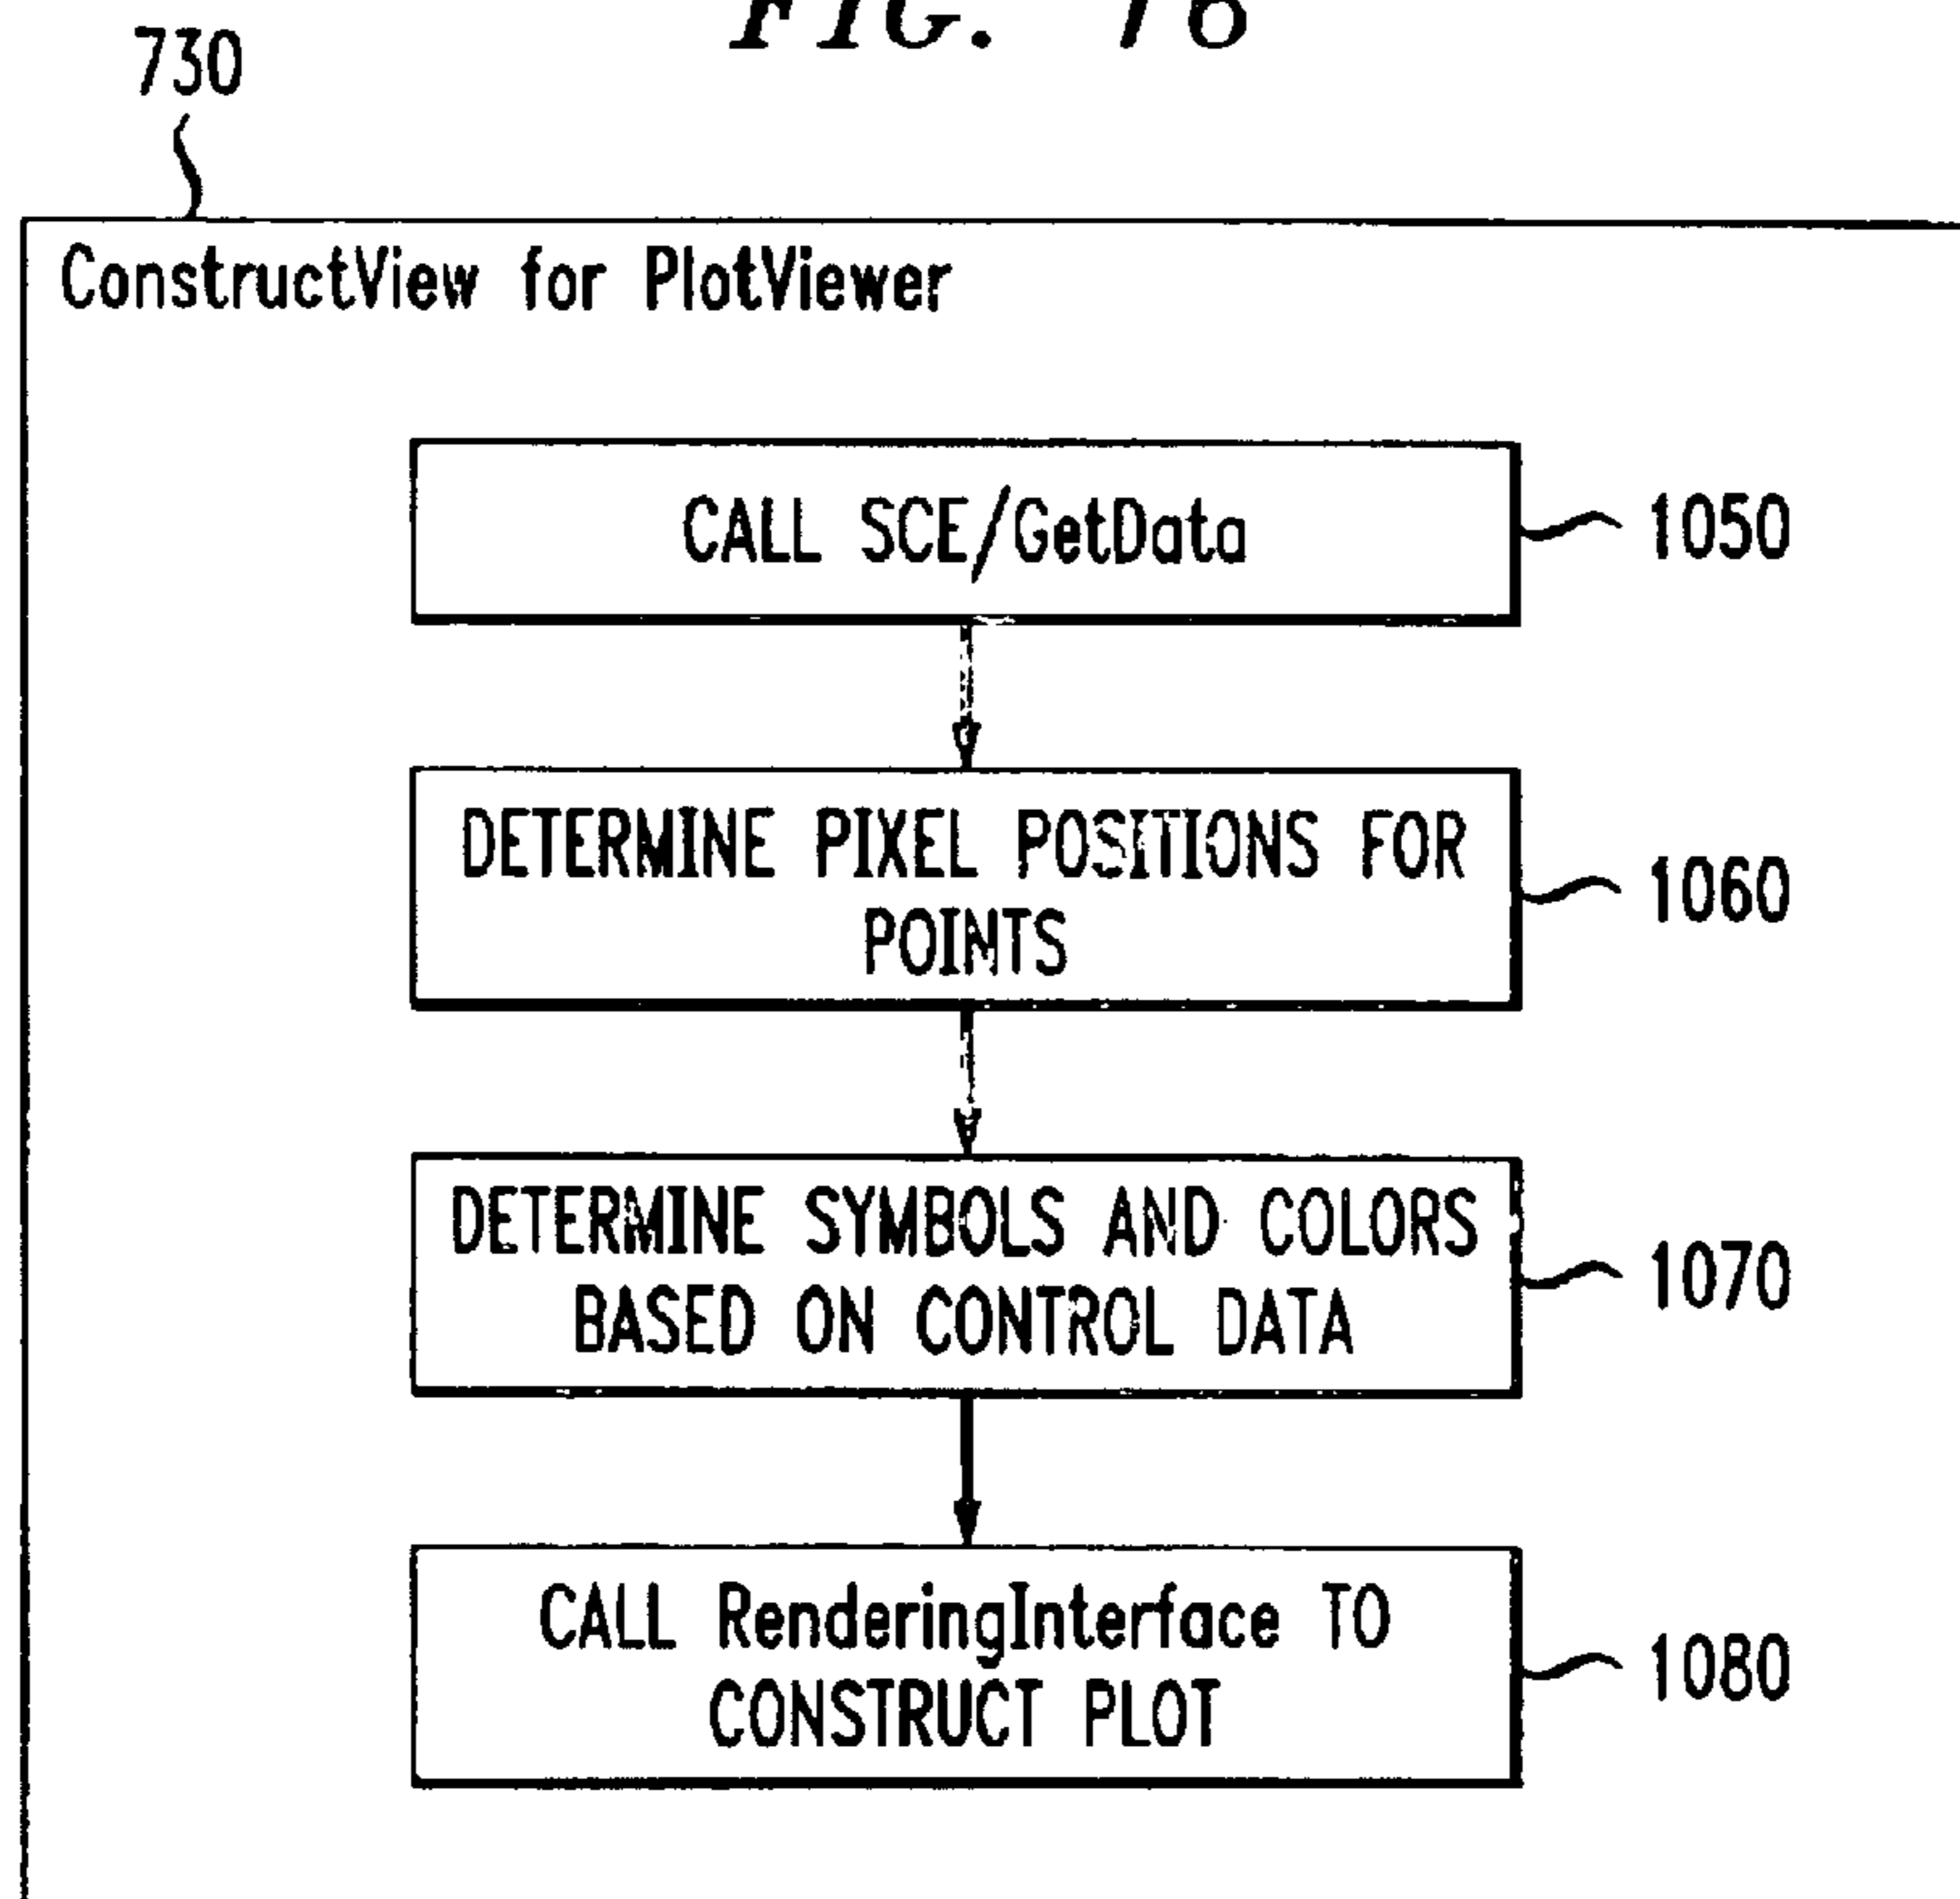 FIG.
730
ConstructView for PlotViewer
CALL SCE/GetData
1050
DETERMINE PIXEL POSITIONS FOR
POINTS
1060
DETERMINE SYMBOLS AND COLORS
BASED ON CONTROL DATA
1070
CALL RenderingInterface TO
CONSTRUCT PLOT
1080